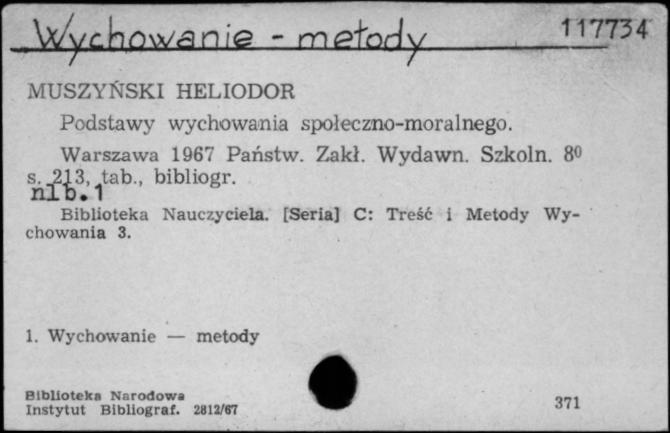 Wychowanie - metody 117734
MUSZYŃSKI HELIODOR
Podstawy wychowania społeczno-moralnego.
Warszawa 1967 Państw. Zakł. Wydawn. Szkoln. 8⁰
s. 213, tab., bibliogr.
nlb. 1
Biblioteka Nauczyciela. [Seria] C: Treść i Metody Wy-
chowania 3.
1. Wychowanie — metody
Biblioteka Narodowa
Instytut Bibliograf. 2812/67 371